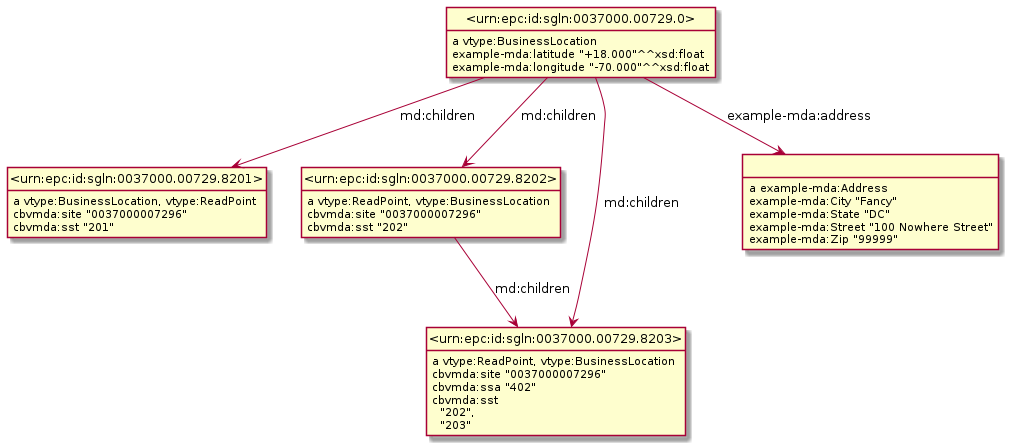 <urn:epc:id:sgln:0037000.00729.0>
a vtype:BusinessLocation
example-mda:latitude "+18.000"^^xsd:float
example-mda:longitude "-70.000"^^xsd:float
md:children
md:children
example-mda:address
<urn:epc:id:sgln:0037000.00729.8201>
a vtype:BusinessLocation, vtype:ReadPoint
cbvmda:site "0037000007296"
cbvmda:sst "201"
<urn:epc:id:sgln:0037000.00729.8202>
a vtype:ReadPoint, vtype:BusinessLocation
cbvmda:site "0037000007296"
cbvmda:sst "202"
md:children
a example-mda:Address
example-mda:City "Fancy"
example-mda:State "DC"
example-mda:Street "100 Nowhere Street"
example-mda:Zip "99999"
md:children
<urn:epc:id:sgln:0037000.00729.8203>
a vtype:ReadPoint, vtype:BusinessLocation
cbvmda:site "0037000007296"
cbvmda:ssa "402"
cbvmda:sst
"202",
"203"